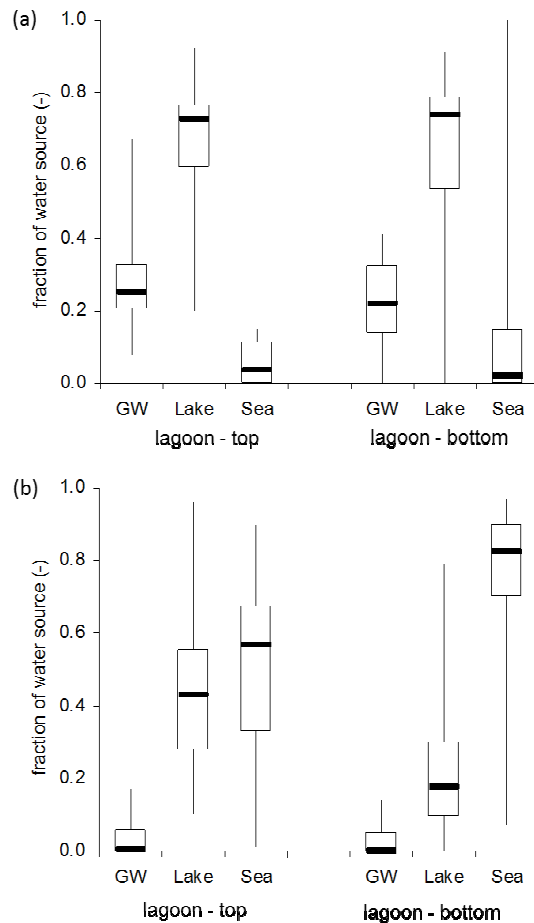 (a)
fraction of water source (-)
1.0
0.8
0.6
0.4
0.2
0.0
GW Lake Sea GW Lake Sea
lagoon - top lagoon - bottom
(b)
fraction of water source (-)
1.0
0.8
0.6
0.4
0.2
0.0
GW Lake Sea GW Lake Sea
lagoon - top lagoon - bottom